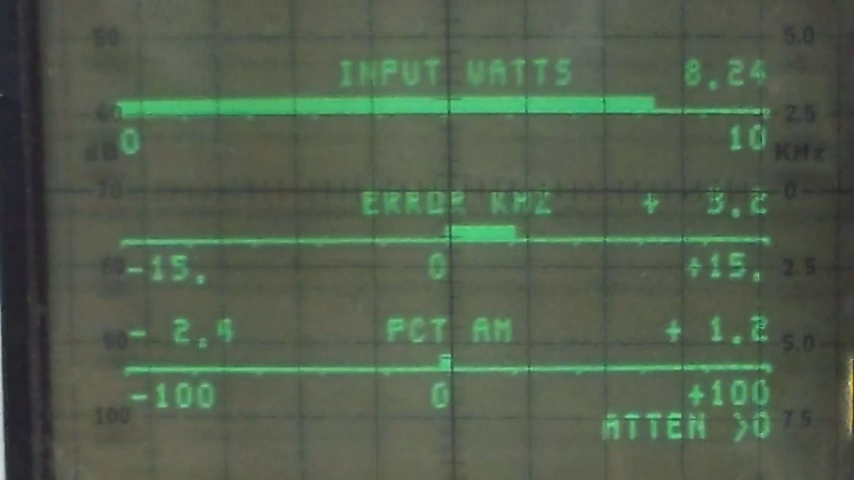 50 5.0
INPUT WATTS 8.24
-60 2.5
0 10
dB KHz
70 0
ERROR KHZ + 3.2
80 -15. 0 +15. 2.5
90 - 2.4 PCT AM + 1.2 5.0
-100 0 +100
100 ATTEN >0 7.5